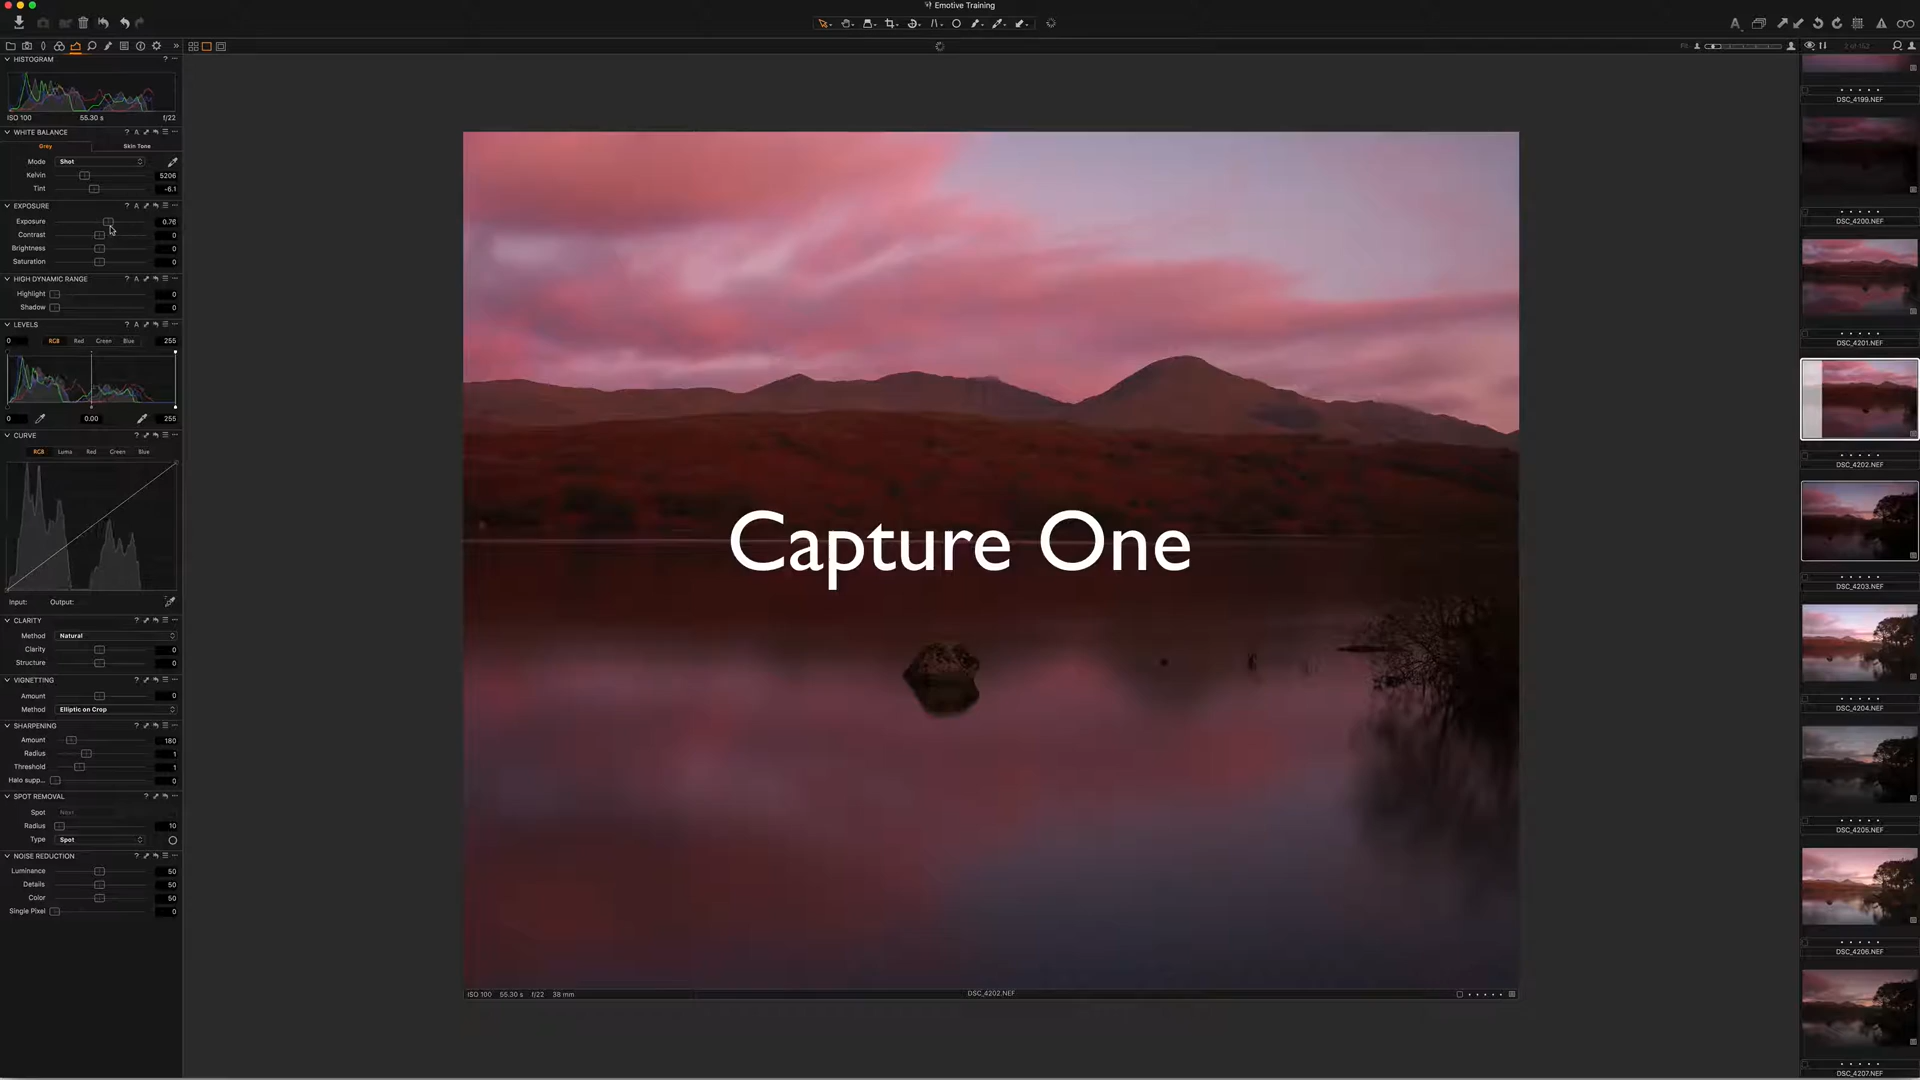 Emotive Training
Fit
2 of 152
HISTOGRAM
ISO 100 55.30 s f/22
WHITE BALANCE
Grey Skin Tone
Mode Shot
Kelvin 5206
Tint -6.1
EXPOSURE
Exposure 0.76
Contrast 0
Brightness 0
Saturation 0
HIGH DYNAMIC RANGE
Highlight 0
Shadow 0
LEVELS
0 RGB Red Green Blue 255
0 0.00 255
CURVE
RGB Luma Red Green Blue
Input: Output:
CLARITY
Method Natural
Clarity 0
Structure 0
VIGNETTING
Amount 0
Method Elliptic on Crop
SHARPENING
Amount 180
Radius 1
Threshold 1
Halo supp... 0
SPOT REMOVAL
Spot Next
Radius 10
Type Spot
NOISE REDUCTION
Luminance 50
Details 50
Color 50
Single Pixel 0
Capture One
ISO 100 55.30 s f/22 38 mm
DSC_4202.NEF
DSC_4199.NEF
DSC_4200.NEF
DSC_4201.NEF
DSC_4202.NEF
DSC_4203.NEF
DSC_4204.NEF
DSC_4205.NEF
DSC_4206.NEF
DSC_4207.NEF